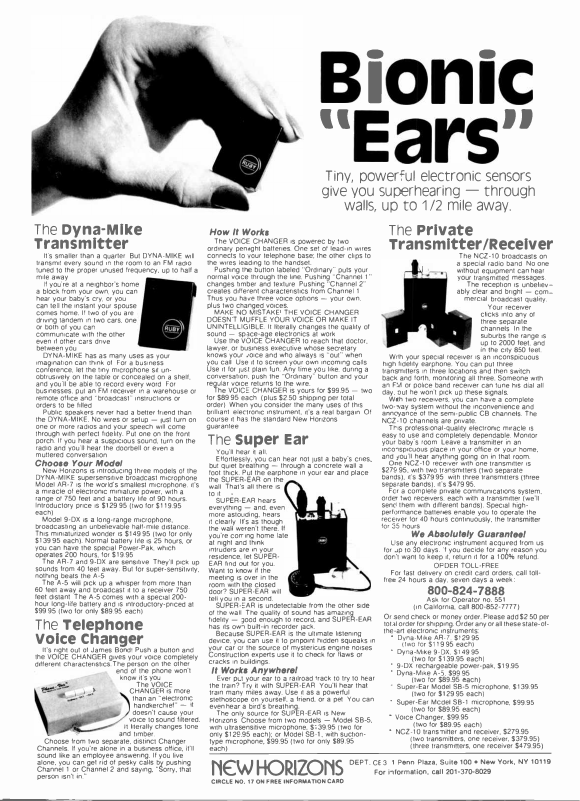 Bionic
"Ears"
Tiny, powerful electronic sensors
give you superhearing — through
walls, up to 1/2 mile away.
The Dyna-Mike
Transmitter
It's smaller than a quarter. But DYNA-MIKE will
transmit every sound in the room to an FM radio
tuned to the proper unused frequency, up to half a
mile away
If you're at a neighbor's home
a block from your own, you can
hear your baby's cry, or you
can tell the instant your spouse
comes home. If two of you are
driving tandem in two cars, one
or both of you can
communicate with the other
even if other cars drive
between you
DYNA-MIKE has as many uses as your
imagination can think of. For a business
conference, let the tiny microphone sit un-
obtrusively on the table or concealed on a shelf,
and you'll be able to record every word. For
businesses, put an FM receiver in a warehouse or
remote office and "broadcast" instructions or
orders to be filled
Public speakers never had a better friend than
the DYNA-MIKE. No wires or setup — just turn on
one or more radios and your speech will come
through with perfect fidelity. Put one on the front
porch. If you hear a suspicious sound, turn on the
radio and you'll hear the doorbell or even a
muttered conversation
Choose Your Model
New Horizons is introducing three models of the
DYNA-MIKE supersensitive broadcast microphone
Model AR-7 is the world's smallest microphone. it's
a miracle of electronic miniature power, with a
range of 750 feet and a battery life of 90 hours.
Introductory price is $129.95 (two for $119.95
each)
Model 9-DX is a long-range microphone,
broadcasting an unbelievable half-mile distance.
This miniaturized wonder is $149.95 (two for only
$139.95 each). Normal battery life is 25 hours, or
you can have the special Power-Pak, which
operates 200 hours, for $19.95
The AR-7 and 9-DX are sensitive. They'll pick up
sounds from 40 feet away. But for super-sensitivity,
nothing beats the A-5
The A-5 will pick up a whisper from more than
60 feet away and broadcast it to a receiver 750
feet distant. The A-5 comes with a special 200-
hour long-life battery and is introductory-priced at
$99.95 (two for only $89.95 each)
The Telephone
Voice Changer
It's right out of James Bond! Push a button and
the VOICE CHANGER gives your voice completely
different characteristics. The person on the other
end of the phone won't
know it's you
The VOICE
CHANGER is more
than an "electronic
handkerchief" — it
doesn't cause your
voice to sound filtered.
it literally changes tone
and timber
Choose from two separate, distinct Changer
Channels. If you're alone in a business office, it'll
sound like an employee answering. If you live
alone, you can get rid of pesky calls by pushing
Channel 1 or Channel 2 and saying, "Sorry, that
person isn't in."
How It Works
The VOICE CHANGER is powered by two
ordinary penlight batteries. One set of lead-in wires
connects to your telephone base; the other clips to
the wires leading to the handset
Pushing the button labeled "Ordinary" puts your
normal voice through the line. Pushing "Channel 1"
changes timber and texture. Pushing "Channel 2"
creates different characteristics from Channel 1
Thus you have three voice options — your own,
plus two changed voices.
MAKE NO MISTAKE! THE VOICE CHANGER
DOESN'T MUFFLE YOUR VOICE OR MAKE IT
UNINTELLIGIBLE. It literally changes the quality of
sound — space-age electronics at work
Use the VOICE CHANGER to reach that doctor,
lawyer, or business executive whose secretary
knows your voice and who always is "out" when
you call. Use it to screen your own incoming calls
Use it for just plain fun. Any time you like, during a
conversation, push the "Ordinary" button and your
regular voice returns to the wire.
The VOICE CHANGER is yours for $99.95 — two
for $89.95 each (plus $2.50 shipping per total
order). When you consider the many uses of this
brilliant electronic instrument, it's a real bargain. Of
course it has the standard New Horizons
guarantee
The Super Ear
You'll hear it all.
Effortlessly, you can hear not just a baby's cries,
but quiet breathing — through a concrete wall a
foot thick. Put the earphone in your ear and place
the SUPER-EAR on the
wall. That's all there is
to it
SUPER-EAR hears
everything — and, even
more astounding, hears
it clearly. It's as though
the wall weren't there. If
you're coming home late
at night and think
intruders are in your
residence, let SUPER-
EAR find out for you.
Want to know if the
meeting is over in the
room with the closed
door? SUPER-EAR will
tell you in a second.
SUPER-EAR is undetectable from the other side
of the wall. The quality of sound has amazing
fidelity — good enough to record, and SUPER-EAR
has its own built-in recorder jack.
Because SUPER-EAR is the ultimate listening
device, you can use it to pinpoint hidden squeaks in
your car or the source of mysterious engine noises
Construction experts use it to check for flaws or
cracks in buildings.
It Works Anywhere!
Ever put your ear to a railroad track to try to hear
the train? Try it with SUPER-EAR. You'll hear that
train many miles away. Use it as a powerful
stethoscope on yourself, a friend, or a pet. You can
even hear a bird's breathing.
The only source for SUPER-EAR is New
Horizons. Choose from two models — Model SB-5,
with ultrasensitive microphone, $139.95 (two for
only $129.95 each); or Model SB-1, with suction-
type microphone, $99.95 (two for only $89.95
each)
The Private
Transmitter/Receiver
The NCZ-10 broadcasts on
a special radio band. No one
without equipment can hear
your transmitted messages.
The reception is unbeliev-
ably clear and bright — com-
mercial broadcast quality.
Your receiver
clicks into any of
three separate
channels. In the
suburbs the range is
up to 2000 feet, and
in the city 850 feet.
With your special receiver is an inconspicuous
high fidelity earphone. You can put three
transmitters in three locations and then switch
back and forth, monitoring all three. Someone with
an FM or police band receiver can tune his dial all
day, but he won't pick up these signals.
With two receivers, you can have a complete
two-way system without the inconvenience and
annoyance of the semi-public CB channels. The
NCZ-10 channels are private.
This professional-quality electronic miracle is
easy to use and completely dependable. Monitor
your baby's room. Leave a transmitter in an
inconspicuous place in your office or your home,
and you'll hear anything going on in that room.
One NCZ-10 receiver with one transmitter is
$279.95, with two transmitters (two separate
bands), it's $379.95 with three transmitters (three
separate bands), it's $479.95.
For a complete private communications system,
order two receivers, each with a transmitter (we'll
send them with different bands). Special high-
performance batteries enable you to operate the
receiver for 40 hours continuously, the transmitter
for 35 hours
We Absolutely Guarantee!
Use any electronic instrument acquired from us
for up to 30 days. If you decide for any reason you
don't want to keep it, return it for a 100% refund.
ORDER TOLL-FREE
For fast delivery on credit card orders, call toll-
free 24 hours a day, seven days a week:
800-824-7888
Ask for Operator no. 551
(in California, call 800-852-7777)
Or send check or money order. Please add $2.50 per
total order for shipping. Order any or all these state-of-
the-art electronic instruments:
* Dyna-Mike AR-7, $129.95
(two for $119.95 each)
* Dyna-Mike 9-DX, $149.95
(two for $139.95 each)
* 9-DX rechargeable power-pak, $19.95
* Dyna-Mike A-5, $99.95
(two for $89.95 each)
* Super-Ear Model SB-5 microphone, $139.95
(two for $129.95 each)
* Super-Ear Model SB-1 microphone, $99.95
(two for $89.95 each)
* Voice Changer, $99.95
(two for $89.95 each)
* NCZ-10 transmitter and receiver, $279.95
(two transmitters, one receiver, $379.95)
(three transmitters, one receiver $479.95)
NEW HORIZONS
DEPT. CE 3 1 Penn Plaza, Suite 100 • New York, NY 10119
For information, call 201-370-8029
CIRCLE NO. 17 ON FREE INFORMATION CARD
RUBY
RUBY